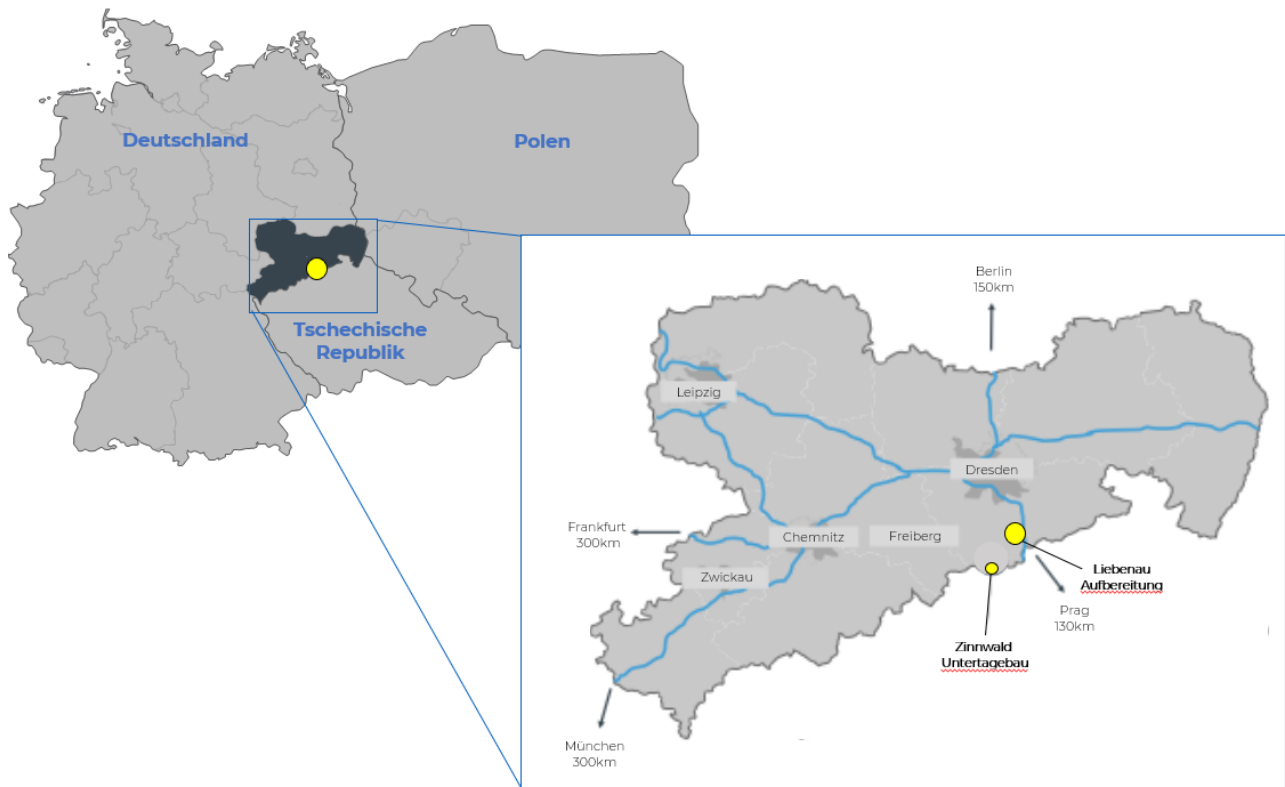 Deutschland
Polen
Tschechische
Republik
Berlin
150km
Leipzig
Dresden
Frankfurt
300km
Chemnitz
Freiberg
Zwickau
Liebenau
Aufbereitung
Prag
130km
Zinnwald
Untertagebau
München
300km